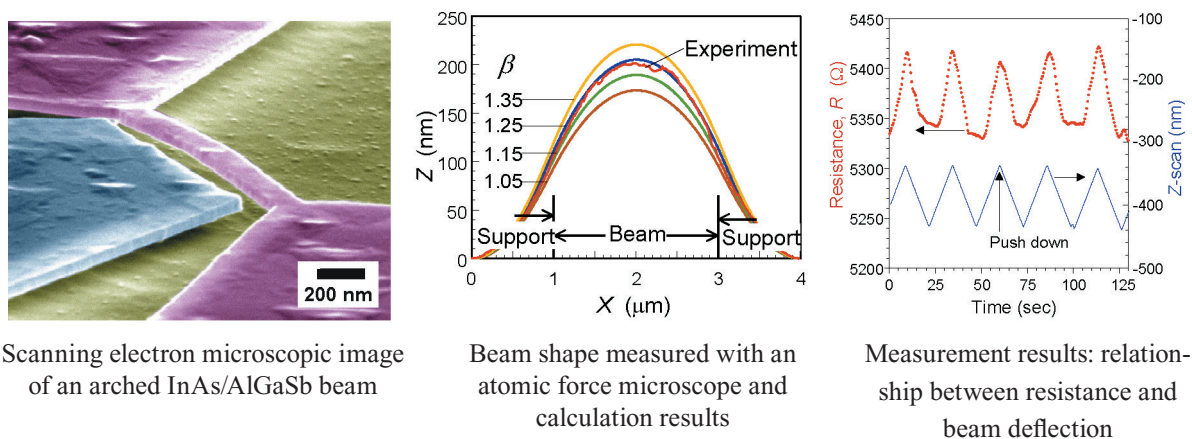 200 nm
Scanning electron microscopic image
of an arched InAs/AlGaSb beam
250
200
150
100
50
0
Z (nm)
β
1.35
1.25
1.15
1.05
Experiment
Support
Beam
Support
0
1
2
3
4
X (μm)
Beam shape measured with an
atomic force microscope and
calculation results
5450
5400
5350
5300
5250
5200
Resistance, R (Ω)
-100
-200
-300
-400
-500
Z-scan (nm)
Push down
0
25
50
75
100
125
Time (sec)
Measurement results: relation-
ship between resistance and
beam deflection